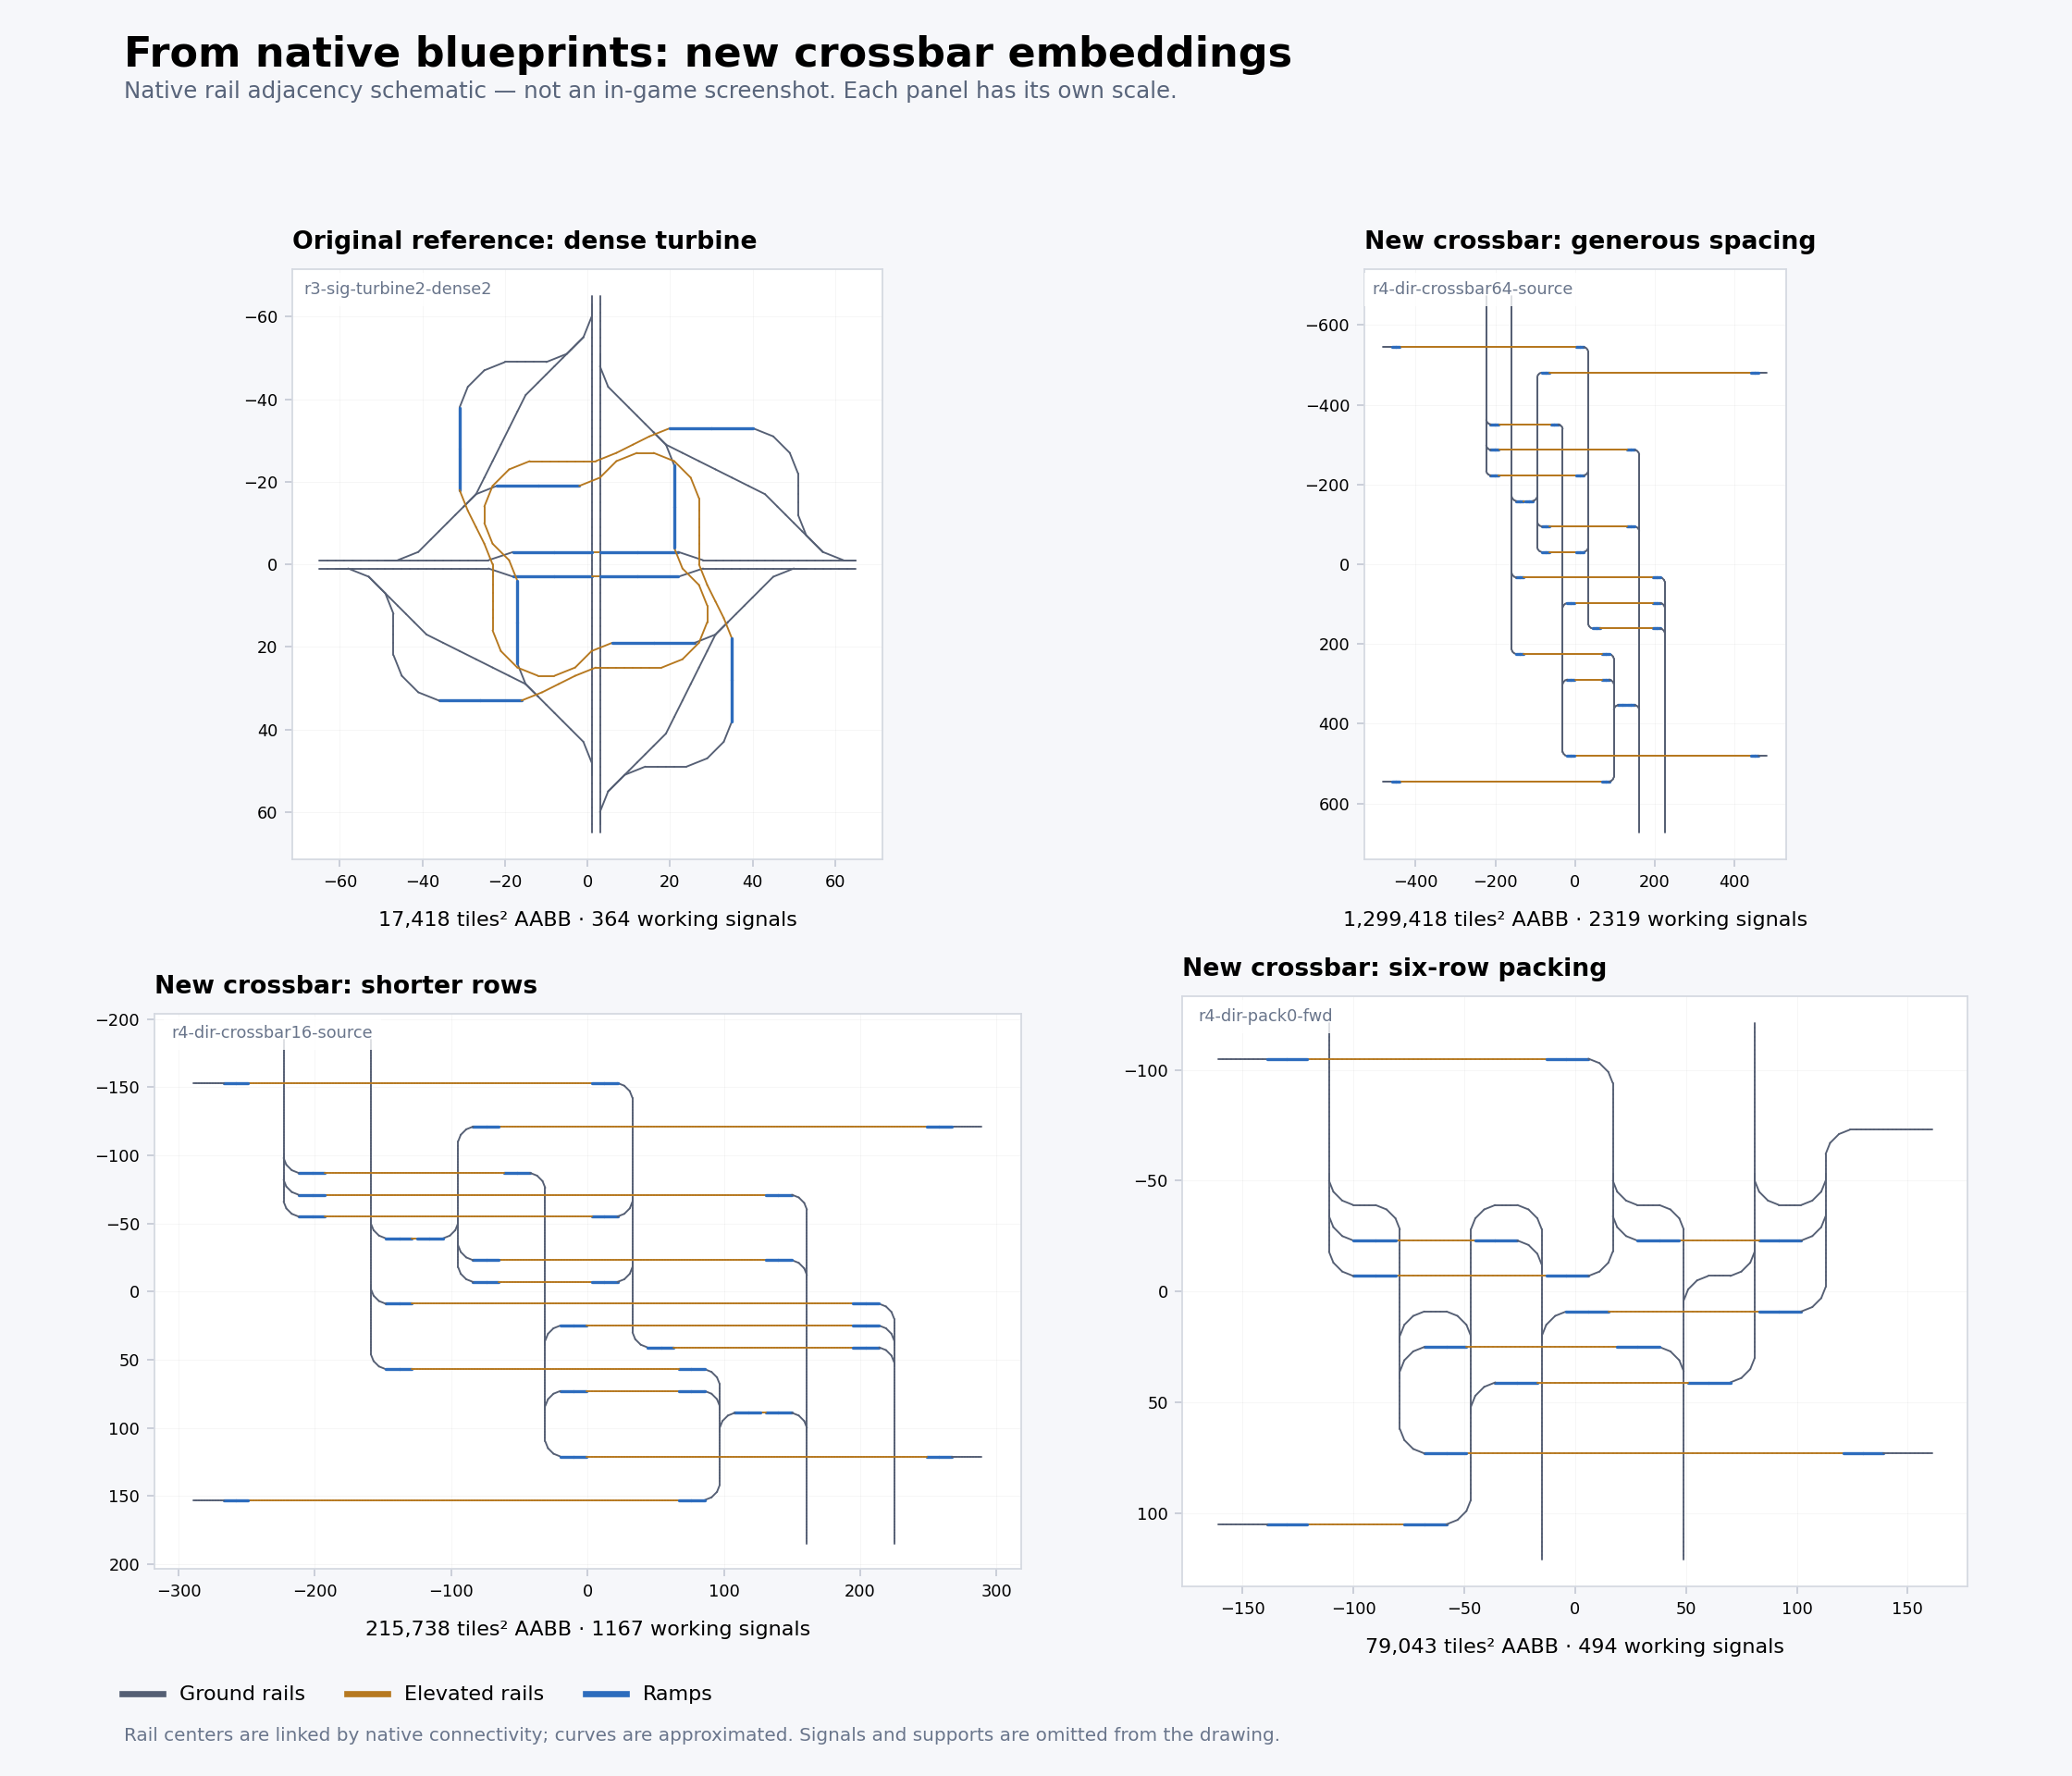 From native blueprints: new crossbar embeddings
Native rail adjacency schematic — not an in-game screenshot. Each panel has its own scale.
Original reference: dense turbine
r3-sig-turbine2-dense2
−60
−40
−20
0
20
40
60
−60 −40 −20 0 20 40 60
17,418 tiles² AABB · 364 working signals
New crossbar: generous spacing
r4-dir-crossbar64-source
−600
−400
−200
0
200
400
600
−400 −200 0 200 400
1,299,418 tiles² AABB · 2319 working signals
New crossbar: shorter rows
r4-dir-crossbar16-source
−200
−150
−100
−50
0
50
100
150
200
−300 −200 −100 0 100 200 300
215,738 tiles² AABB · 1167 working signals
New crossbar: six-row packing
r4-dir-pack0-fwd
−100
−50
0
50
100
−150 −100 −50 0 50 100 150
79,043 tiles² AABB · 494 working signals
Ground rails Elevated rails Ramps
Rail centers are linked by native connectivity; curves are approximated. Signals and supports are omitted from the drawing.